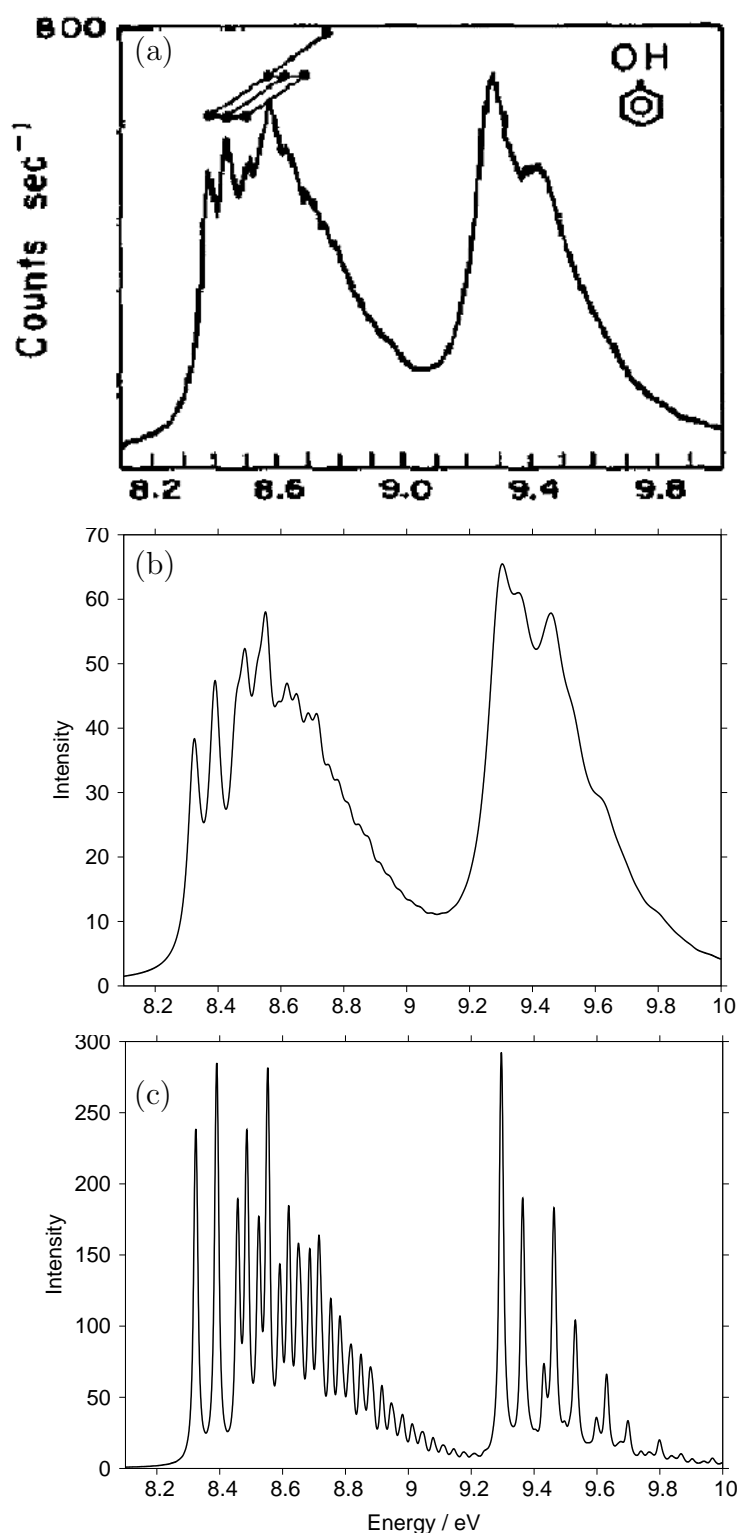 800
(a)
OH
Counts sec⁻¹
8.2 8.6 9.0 9.4 9.8
(b)
70
60
50
40
30
20
10
0
Intensity
8.2 8.4 8.6 8.8 9 9.2 9.4 9.6 9.8 10
(c)
300
250
200
150
100
50
0
Intensity
8.2 8.4 8.6 8.8 9 9.2 9.4 9.6 9.8 10
Energy / eV